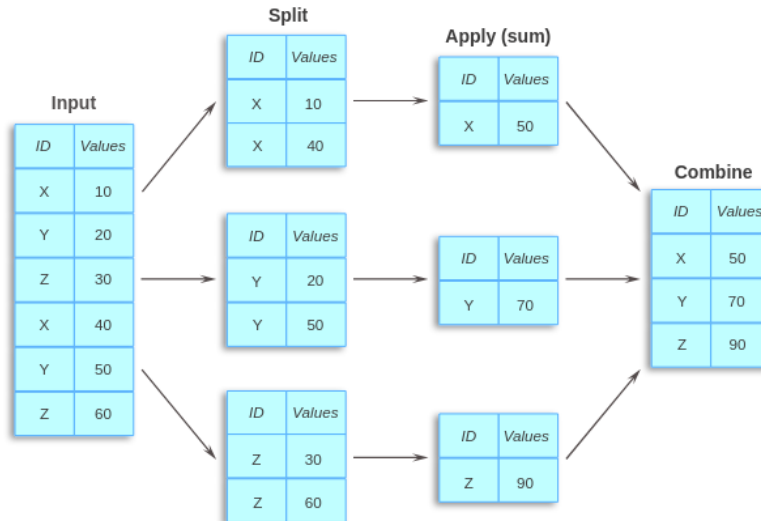 Split
ID Values
X 10
X 40
Apply (sum)
ID Values
X 50
Input
ID Values
X 10
Y 20
Z 30
X 40
Y 50
Z 60
ID Values
Y 20
Y 50
ID Values
Y 70
Combine
ID Values
X 50
Y 70
Z 90
ID Values
Z 30
Z 60
ID Values
Z 90